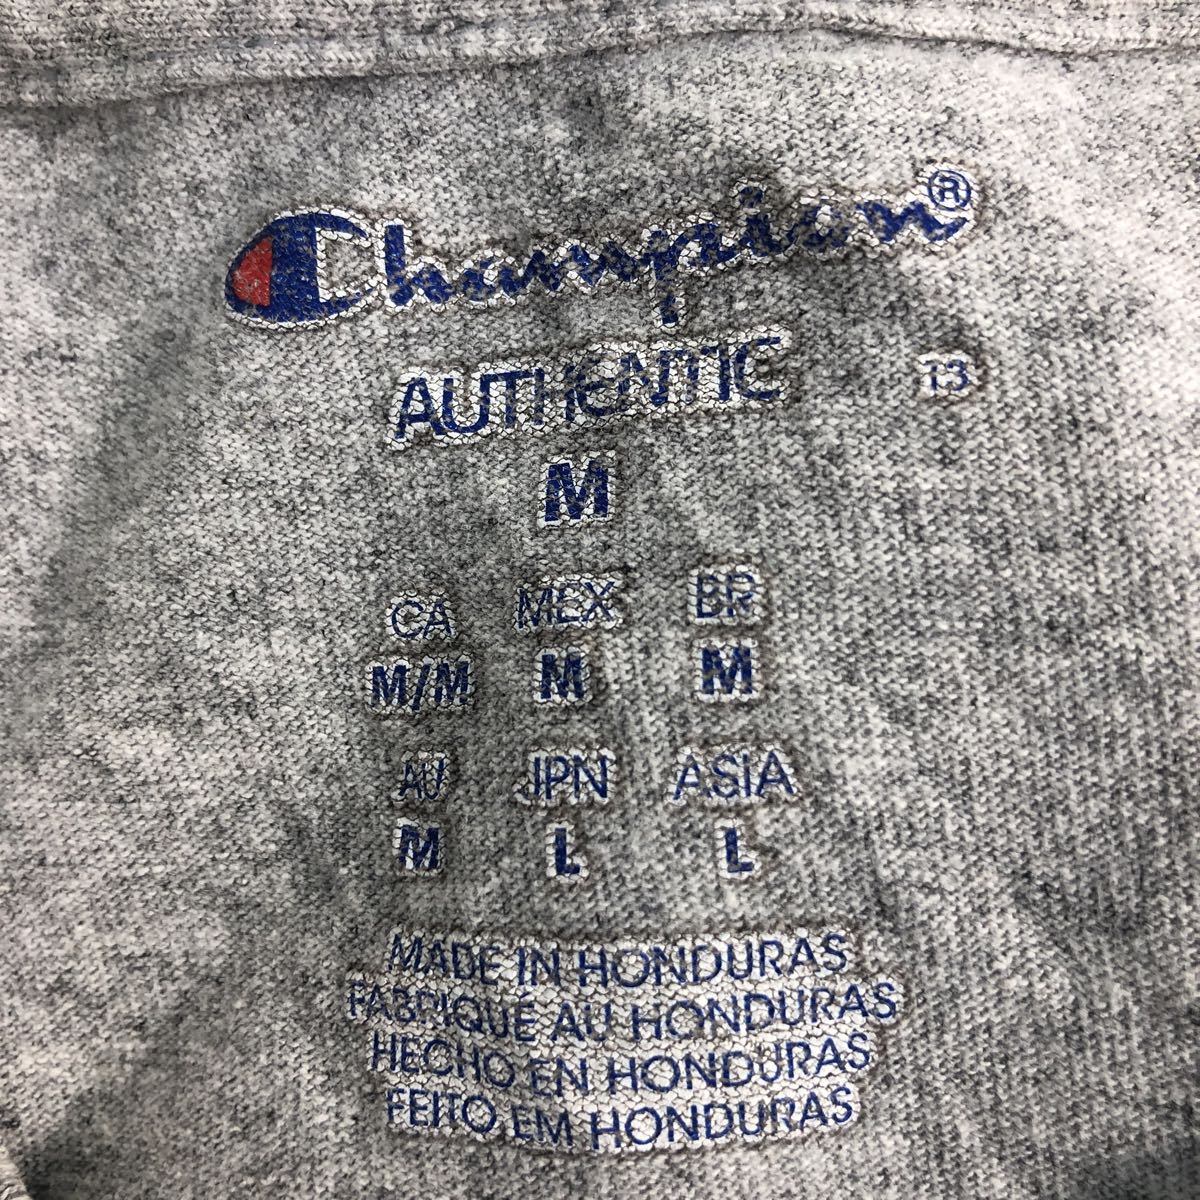 Champion®
AUTHENTIC 13
M
CA MEX BR
M/M M M
AU JPN ASIA
M L L
MADE IN HONDURAS
FABRIQUÉ AU HONDURAS
HECHO EN HONDURAS
FEITO EM HONDURAS